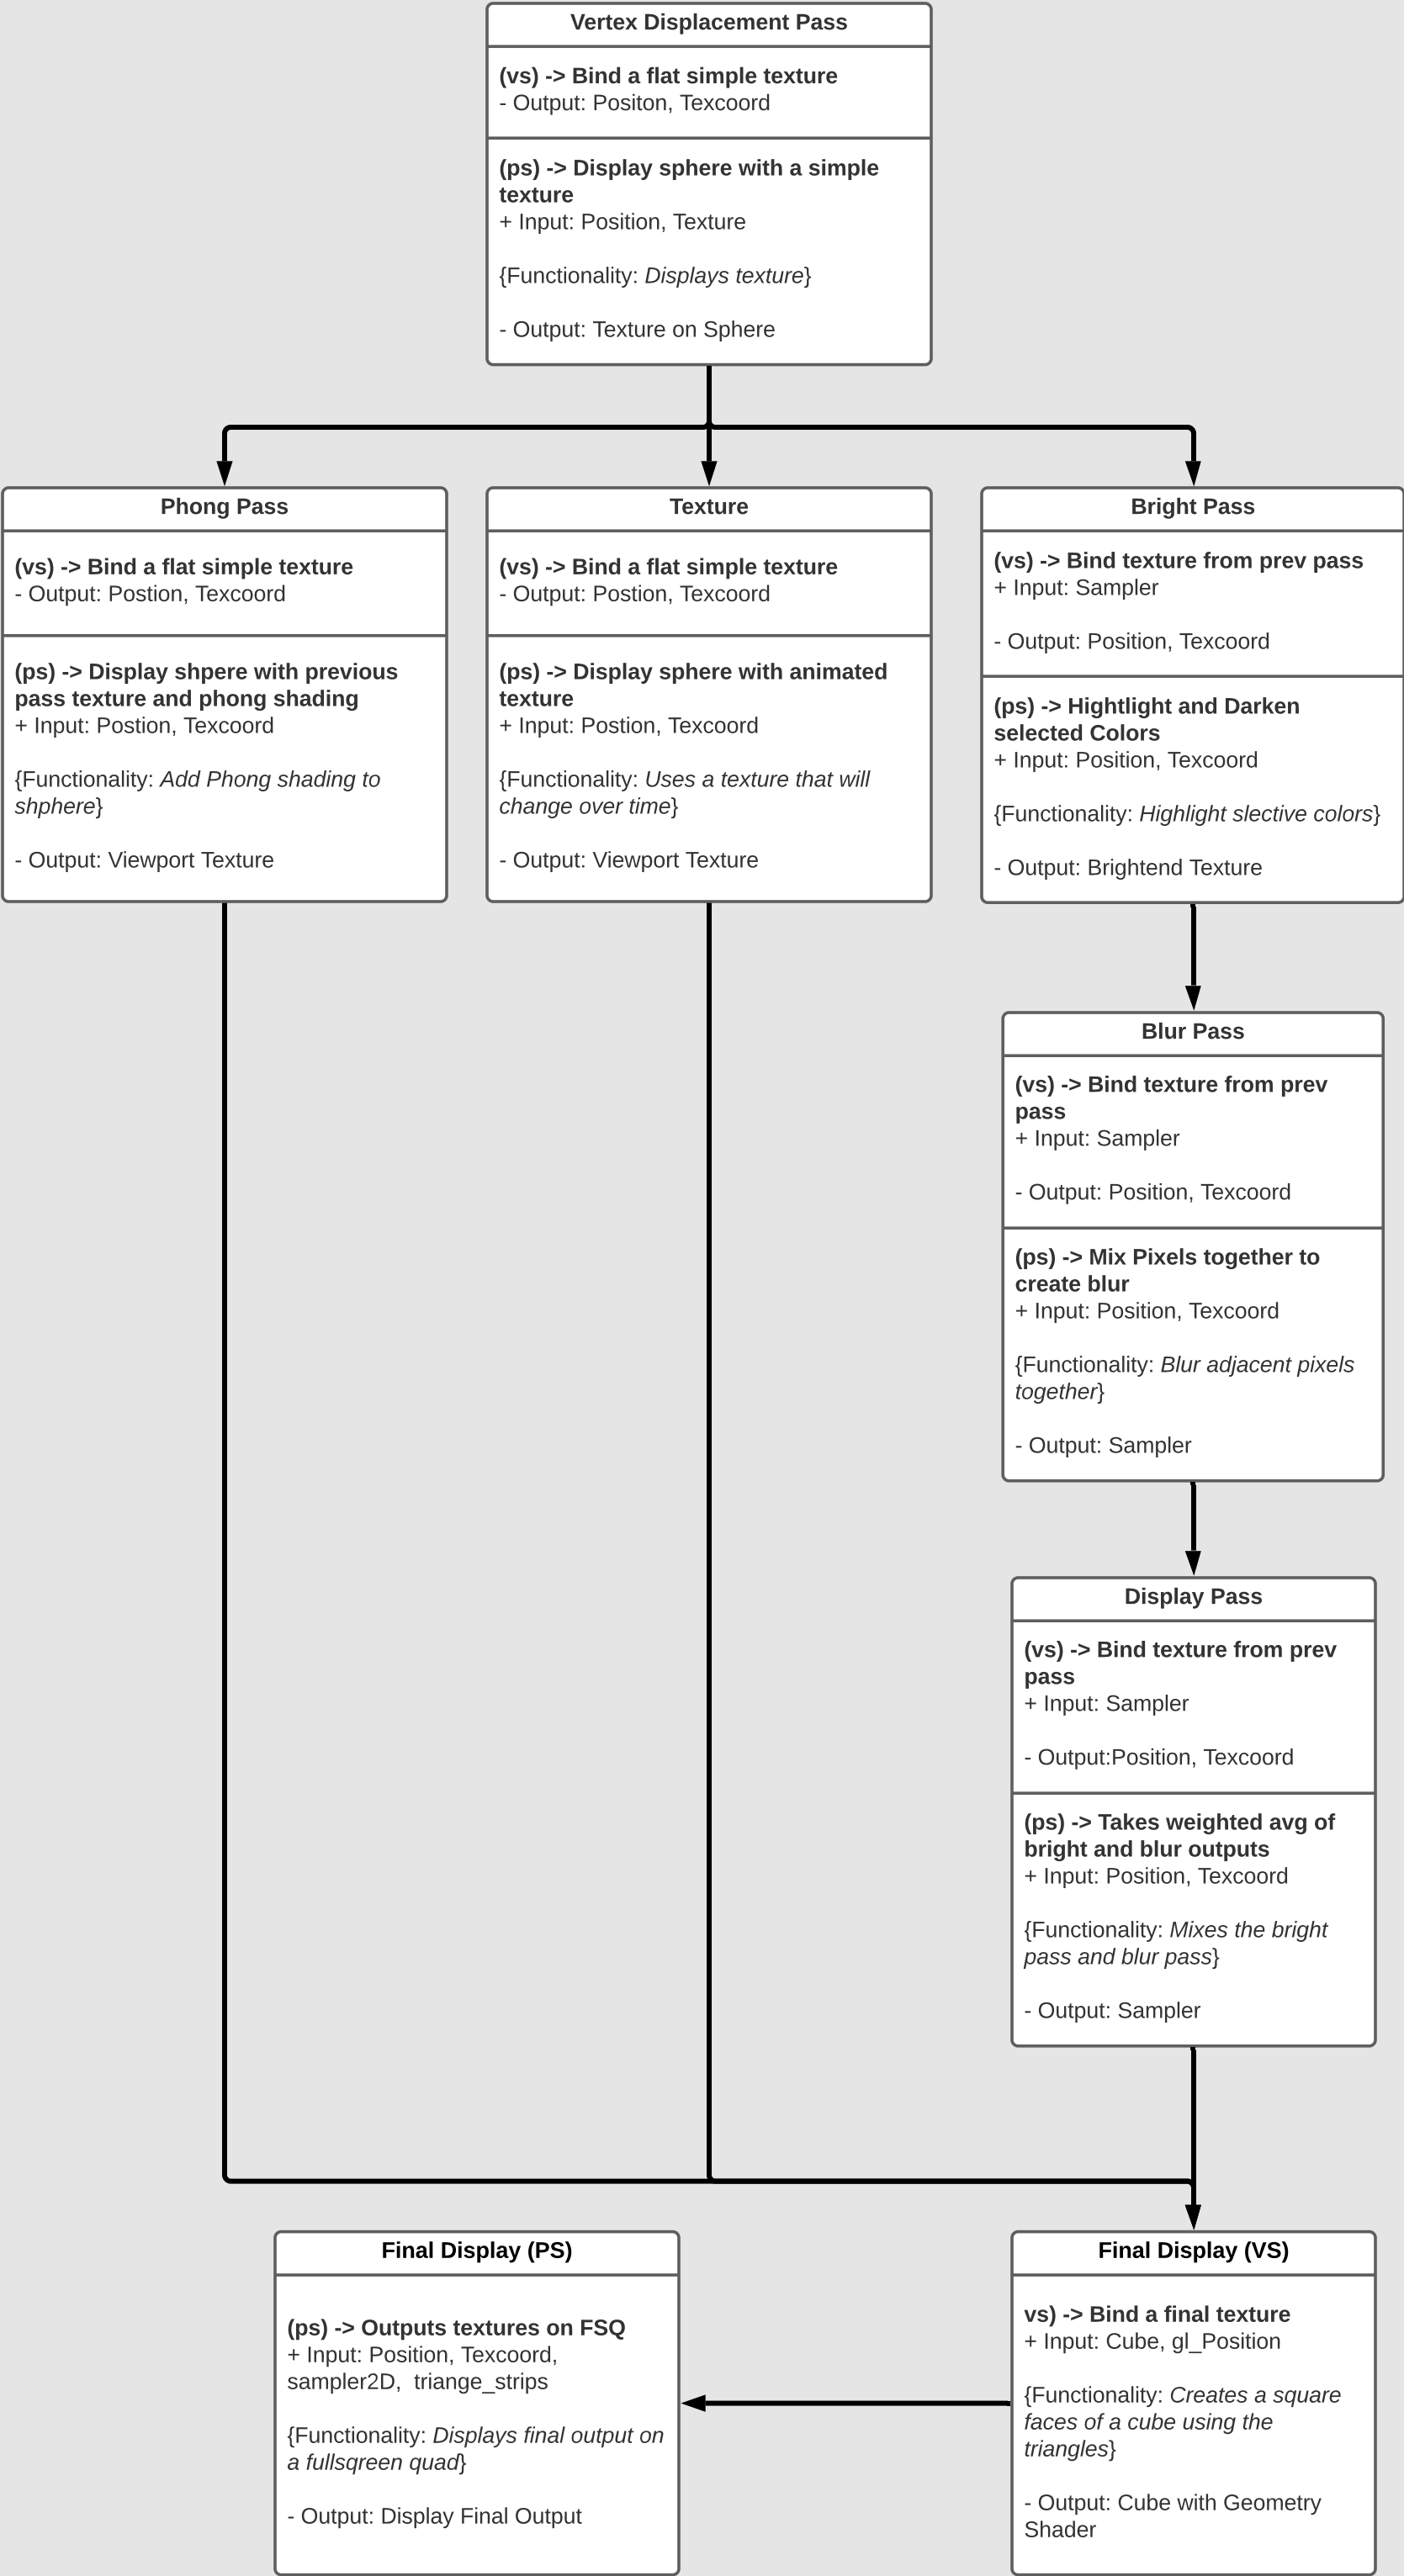 Vertex Displacement Pass
(vs) -> Bind a flat simple texture
- Output: Positon, Texcoord
(ps) -> Display sphere with a simple
texture
+ Input: Position, Texture
{Functionality: Displays texture}
- Output: Texture on Sphere
Phong Pass
(vs) -> Bind a flat simple texture
- Output: Postion, Texcoord
(ps) -> Display shpere with previous
pass texture and phong shading
+ Input: Postion, Texcoord
{Functionality: Add Phong shading to
shphere}
- Output: Viewport Texture
Texture
(vs) -> Bind a flat simple texture
- Output: Postion, Texcoord
(ps) -> Display sphere with animated
texture
+ Input: Postion, Texcoord
{Functionality: Uses a texture that will
change over time}
- Output: Viewport Texture
Bright Pass
(vs) -> Bind texture from prev pass
+ Input: Sampler
- Output: Position, Texcoord
(ps) -> Hightlight and Darken
selected Colors
+ Input: Position, Texcoord
{Functionality: Highlight slective colors}
- Output: Brightend Texture
Blur Pass
(vs) -> Bind texture from prev
pass
+ Input: Sampler
- Output: Position, Texcoord
(ps) -> Mix Pixels together to
create blur
+ Input: Position, Texcoord
{Functionality: Blur adjacent pixels
together}
- Output: Sampler
Display Pass
(vs) -> Bind texture from prev
pass
+ Input: Sampler
- Output:Position, Texcoord
(ps) -> Takes weighted avg of
bright and blur outputs
+ Input: Position, Texcoord
{Functionality: Mixes the bright
pass and blur pass}
- Output: Sampler
Final Display (PS)
(ps) -> Outputs textures on FSQ
+ Input: Position, Texcoord,
sampler2D,  triange_strips
{Functionality: Displays final output on
a fullsqreen quad}
- Output: Display Final Output
Final Display (VS)
vs) -> Bind a final texture
+ Input: Cube, gl_Position
{Functionality: Creates a square
faces of a cube using the
triangles}
- Output: Cube with Geometry
Shader